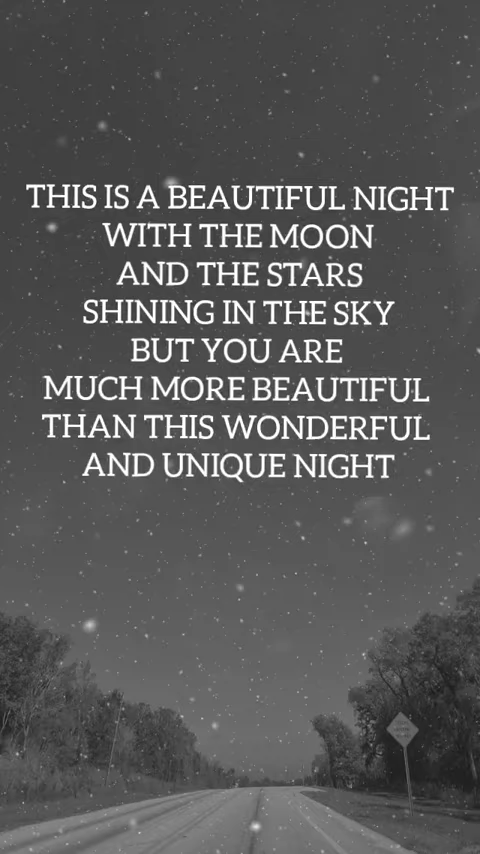 THIS IS A BEAUTIFUL NIGHT
WITH THE MOON
AND THE STARS
SHINING IN THE SKY
BUT YOU ARE
MUCH MORE BEAUTIFUL
THAN THIS WONDERFUL
AND UNIQUE NIGHT